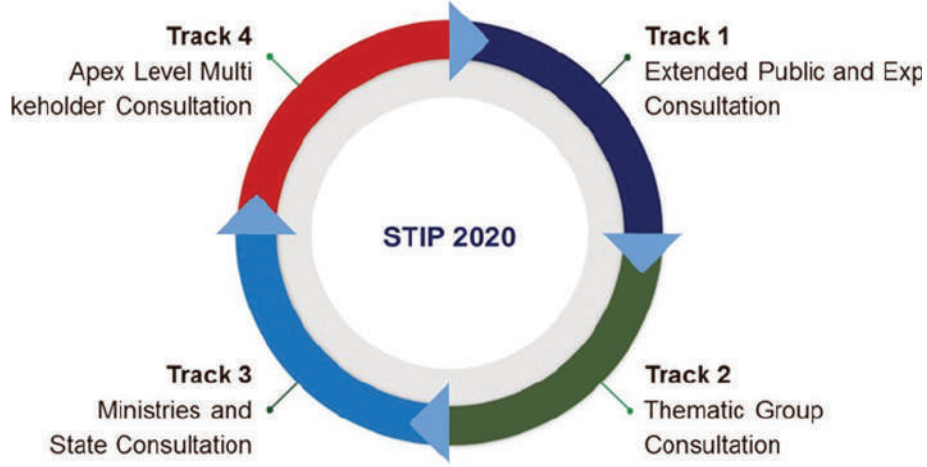 Track 4
Apex Level Multi
keholder Consultation
Track 1
Extended Public and Exp
Consultation
STIP 2020
Track 3
Ministries and
State Consultation
Track 2
Thematic Group
Consultation